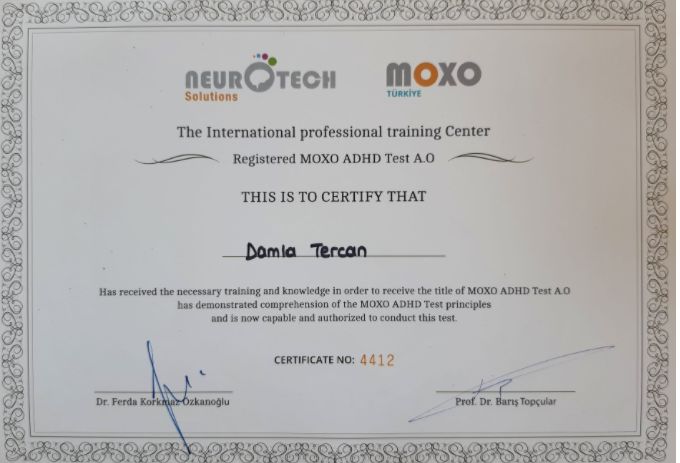 NEUROTECH
Solutions
MOXO
TÜRKİYE
The International professional training Center
Registered MOXO ADHD Test A.O
THIS IS TO CERTIFY THAT
Damla Tercan
Has received the necessary training and knowledge in order to receive the title of MOXO ADHD Test A.O
has demonstrated comprehension of the MOXO ADHD Test principles
and is now capable and authorized to conduct this test.
CERTIFICATE NO: 4412
Dr. Ferda Korkmaz Özkanoğlu
Prof. Dr. Barış Topçular